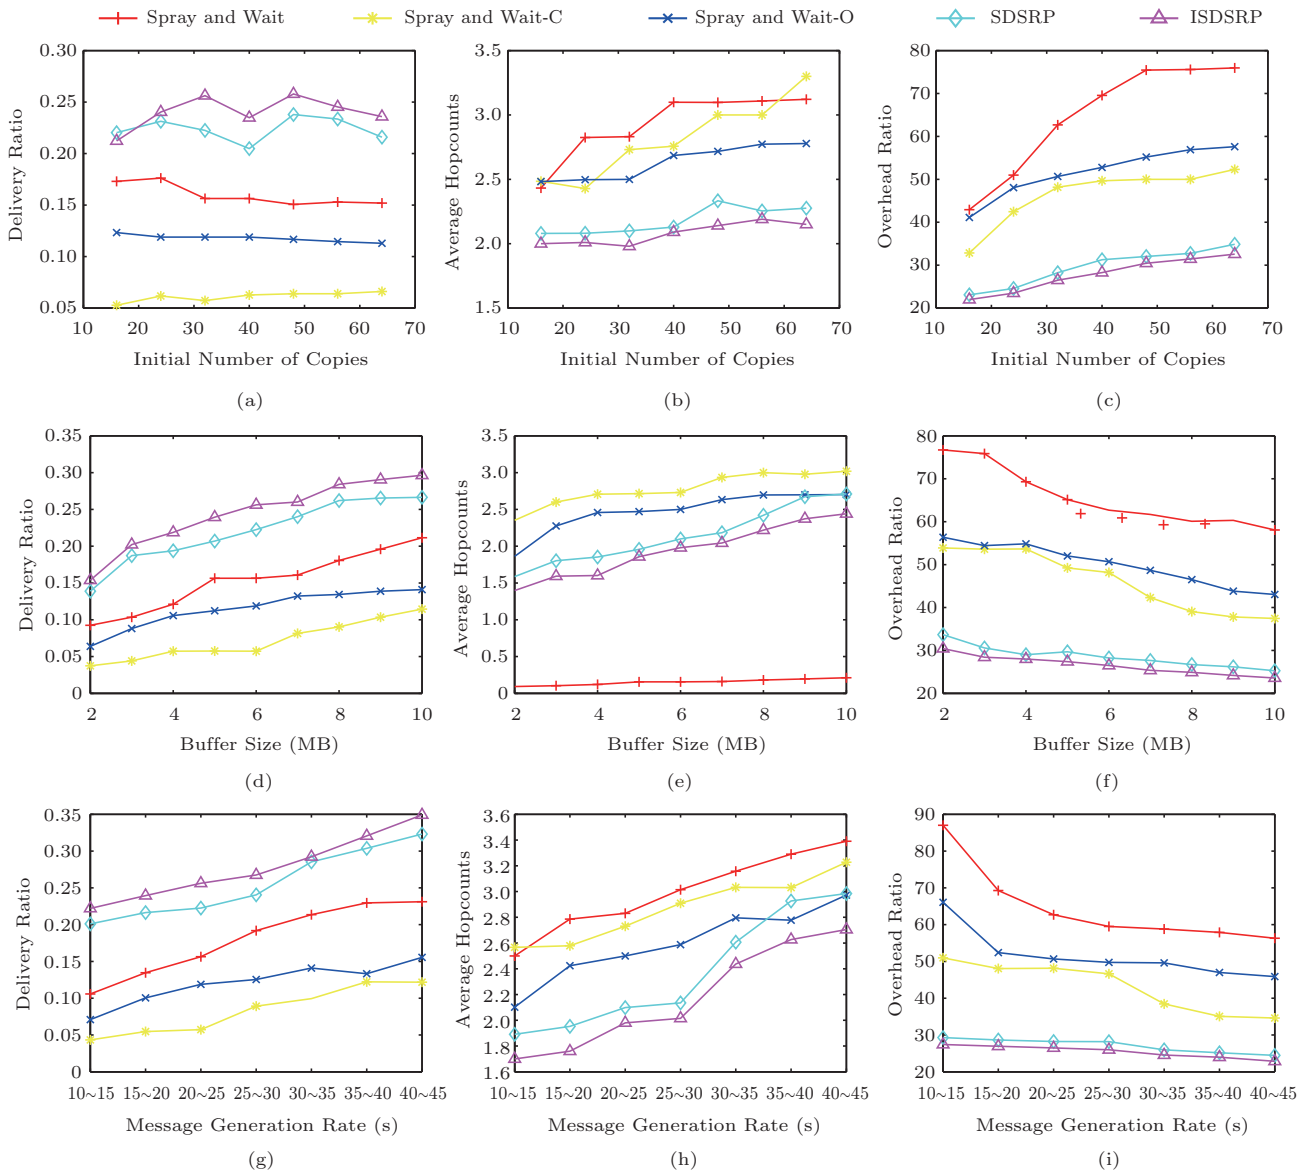 Spray and Wait Spray and Wait-C Spray and Wait-O SDSRP ISDSRP
0.30 0.25 0.20 0.15 0.10 0.05
Delivery Ratio
10 20 30 40 50 60 70
Initial Number of Copies
(a)
3.5 3.0 2.5 2.0 1.5
Average Hopcounts
10 20 30 40 50 60 70
Initial Number of Copies
(b)
80 70 60 50 40 30 20
Overhead Ratio
10 20 30 40 50 60 70
Initial Number of Copies
(c)
0.35 0.30 0.25 0.20 0.15 0.10 0.05 0
Delivery Ratio
2 4 6 8 10
Buffer Size (MB)
(d)
3.5 3.0 2.5 2.0 1.5 1.0 0.5 0
Average Hopcounts
2 4 6 8 10
Buffer Size (MB)
(e)
80 70 60 50 40 30 20
Overhead Ratio
2 4 6 8 10
Buffer Size (MB)
(f)
0.35 0.30 0.25 0.20 0.15 0.10 0.05 0
Delivery Ratio
10~15 15~20 20~25 25~30 30~35 35~40 40~45
Message Generation Rate (s)
(g)
3.6 3.4 3.2 3.0 2.8 2.6 2.4 2.2 2.0 1.8 1.6
Average Hopcounts
10~15 15~20 20~25 25~30 30~35 35~40 40~45
Message Generation Rate (s)
(h)
90 80 70 60 50 40 30 20
Overhead Ratio
10~15 15~20 20~25 25~30 30~35 35~40 40~45
Message Generation Rate (s)
(i)